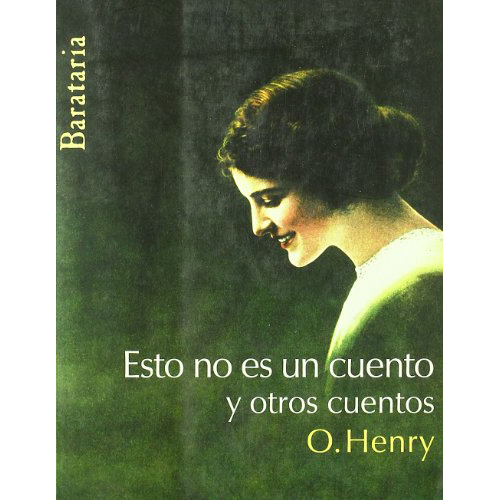 Barataria
Esto no es un cuento
y otros cuentos
O. Henry